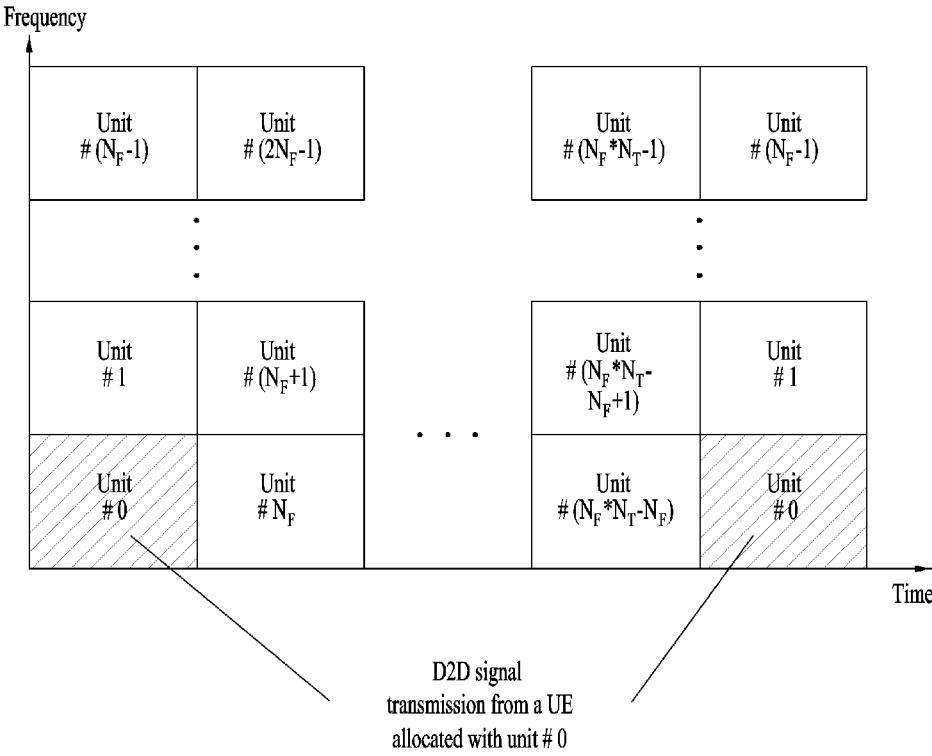 Frequency
Unit
# (N_F-1)
Unit
# (2N_F-1)
Unit
# (N_F*N_T-1)
Unit
# (N_F-1)
Unit
# 1
Unit
# (N_F+1)
Unit
# (N_F*N_T-
N_F+1)
Unit
# 1
Unit
# 0
Unit
# N_F
Unit
# (N_F*N_T-N_F)
Unit
# 0
Time
D2D signal
transmission from a UE
allocated with unit # 0